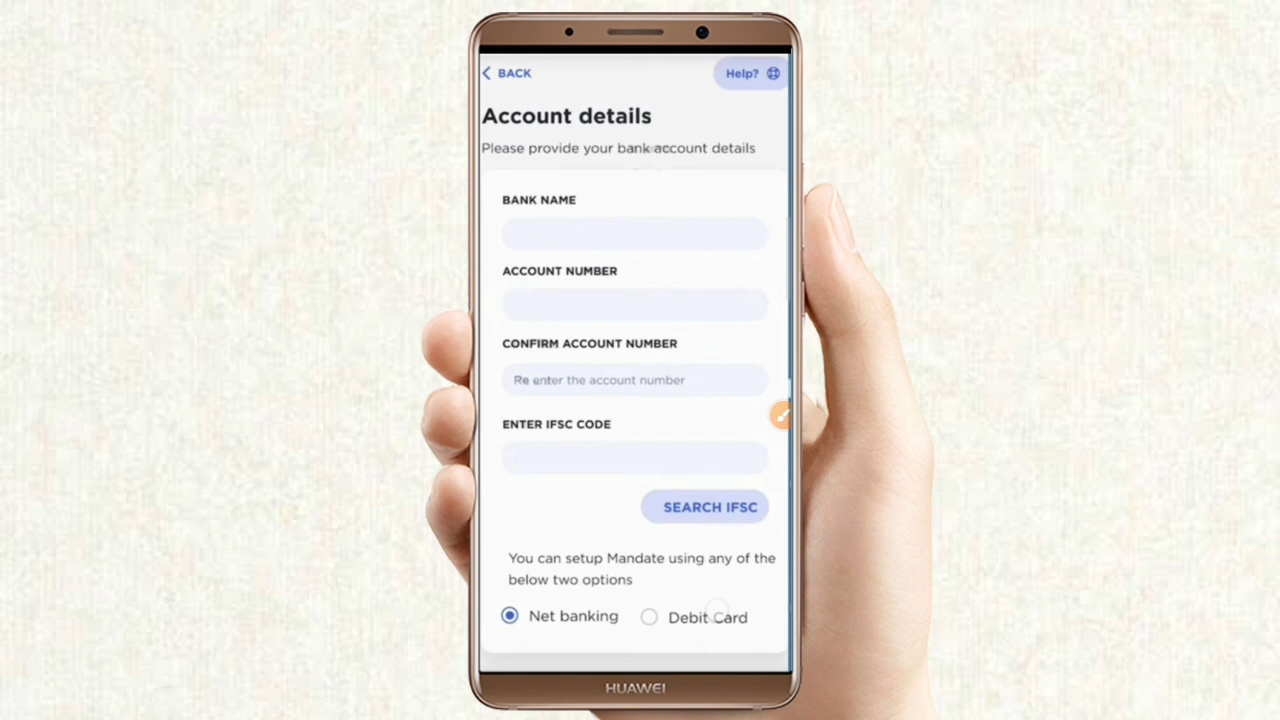 BACK
Help?
Account details
Please provide your bank account details
BANK NAME
ACCOUNT NUMBER
CONFIRM ACCOUNT NUMBER
Re enter the account number
ENTER IFSC CODE
SEARCH IFSC
You can setup Mandate using any of the
below two options
Net banking
Debit Card
HUAWEI